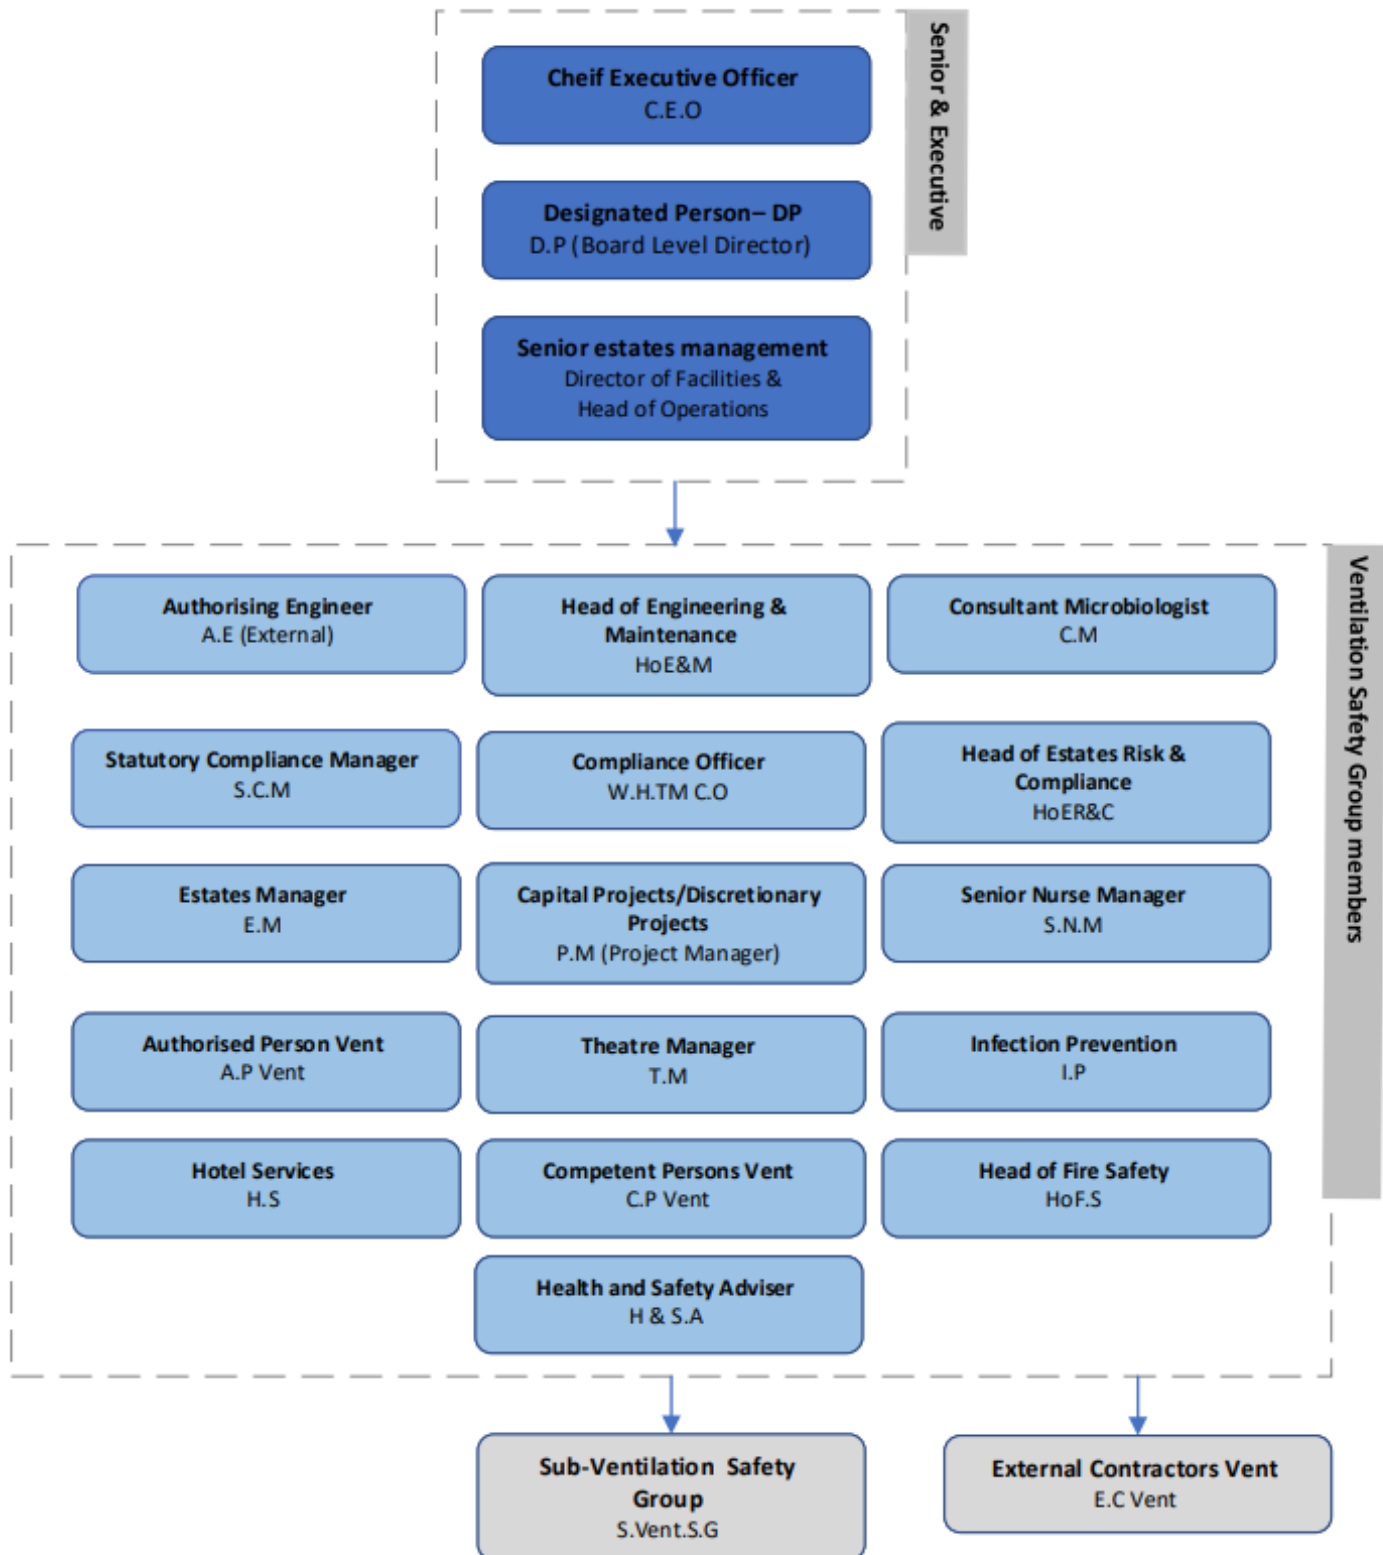 Senior & Executive
Cheif Executive Officer
C.E.O
Designated Person– DP
D.P (Board Level Director)
Senior estates management
Director of Facilities &
Head of Operations
Ventilation Safety Group members
Authorising Engineer
A.E (External)
Head of Engineering &
Maintenance
HoE&M
Consultant Microbiologist
C.M
Statutory Compliance Manager
S.C.M
Compliance Officer
W.H.TM C.O
Head of Estates Risk &
Compliance
HoER&C
Estates Manager
E.M
Capital Projects/Discretionary
Projects
P.M (Project Manager)
Senior Nurse Manager
S.N.M
Authorised Person Vent
A.P Vent
Theatre Manager
T.M
Infection Prevention
I.P
Hotel Services
H.S
Competent Persons Vent
C.P Vent
Head of Fire Safety
HoF.S
Health and Safety Adviser
H & S.A
Sub-Ventilation Safety
Group
S.Vent.S.G
External Contractors Vent
E.C Vent